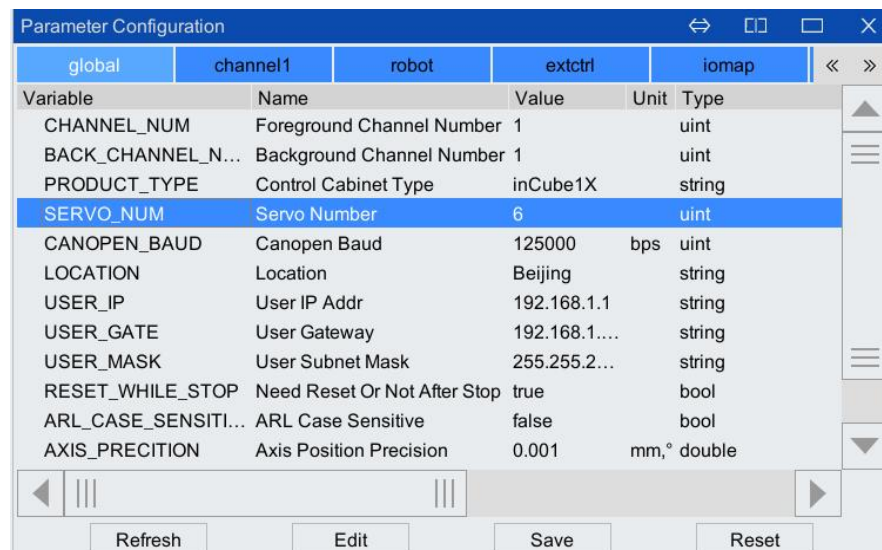 Parameter Configuration
global channel1 robot extctrl iomap
Variable Name Value Unit Type
CHANNEL_NUM Foreground Channel Number 1 uint
BACK_CHANNEL_N... Background Channel Number 1 uint
PRODUCT_TYPE Control Cabinet Type inCube1X string
SERVO_NUM Servo Number 6 uint
CANOPEN_BAUD Canopen Baud 125000 bps uint
LOCATION Location Beijing string
USER_IP User IP Addr 192.168.1.1 string
USER_GATE User Gateway 192.168.1.... string
USER_MASK User Subnet Mask 255.255.2... string
RESET_WHILE_STOP Need Reset Or Not After Stop true bool
ARL_CASE_SENSITI... ARL Case Sensitive false bool
AXIS_PRECITION Axis Position Precision 0.001 mm,° double
Refresh Edit Save Reset